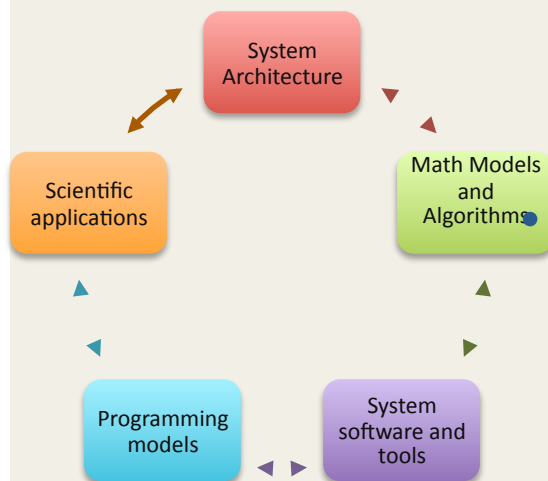 System
Architecture
Math Models
and
Algorithms
Scientific
applications
Programming
models
System
software and
tools